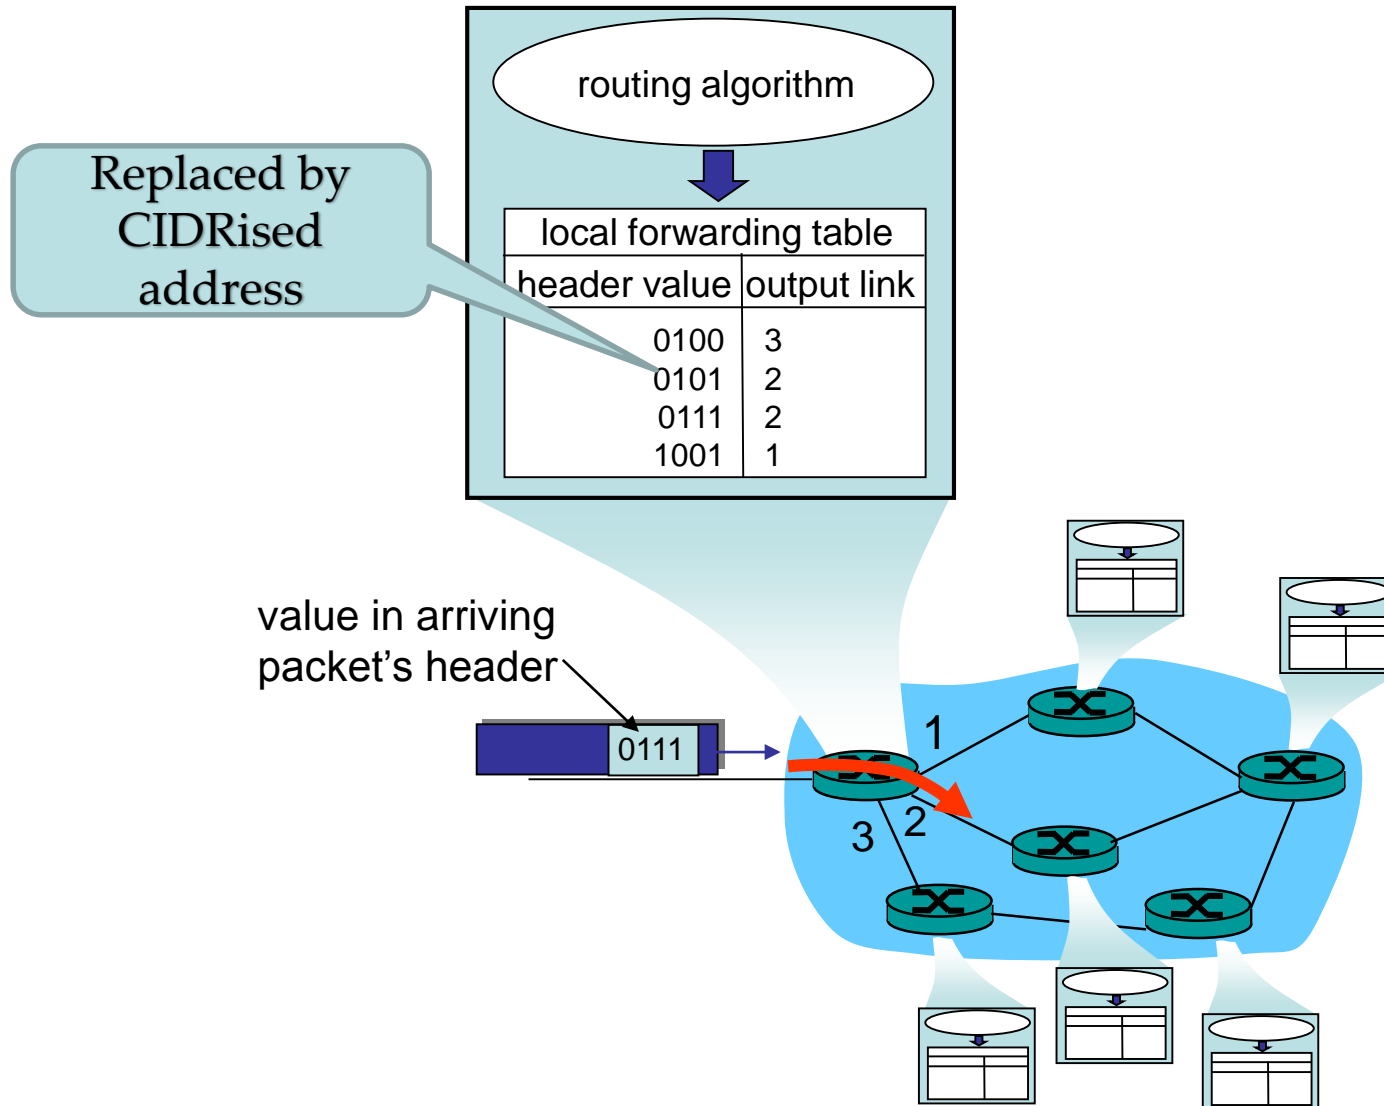 routing algorithm
Replaced by
CIDRised
address
local forwarding table
header value output link
0100 3
0101 2
0111 2
1001 1
value in arriving
packet’s header
0111
1
2
3